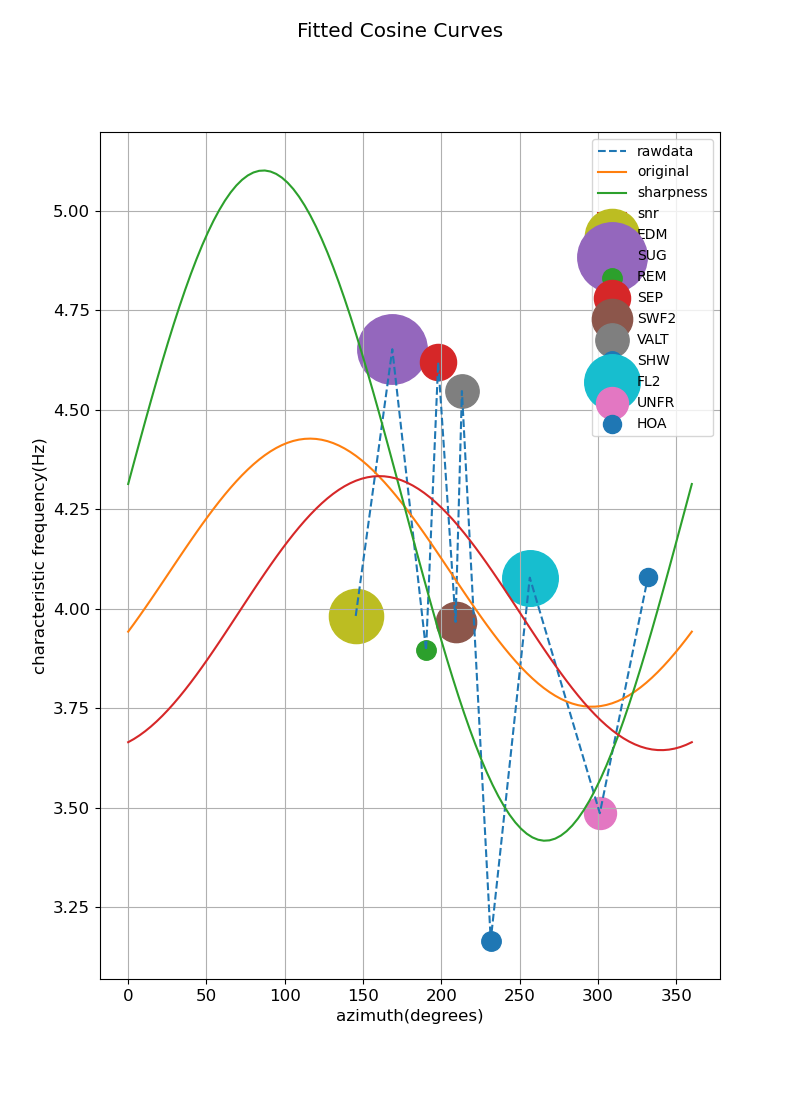 Fitted Cosine Curves
rawdata
original
sharpness
snr
EDM
SUG
REM
SEP
SWF2
VALT
SHW
FL2
UNFR
HOA
characteristic frequency(Hz)
5.00
4.75
4.50
4.25
4.00
3.75
3.50
3.25
0 50 100 150 200 250 300 350
azimuth(degrees)